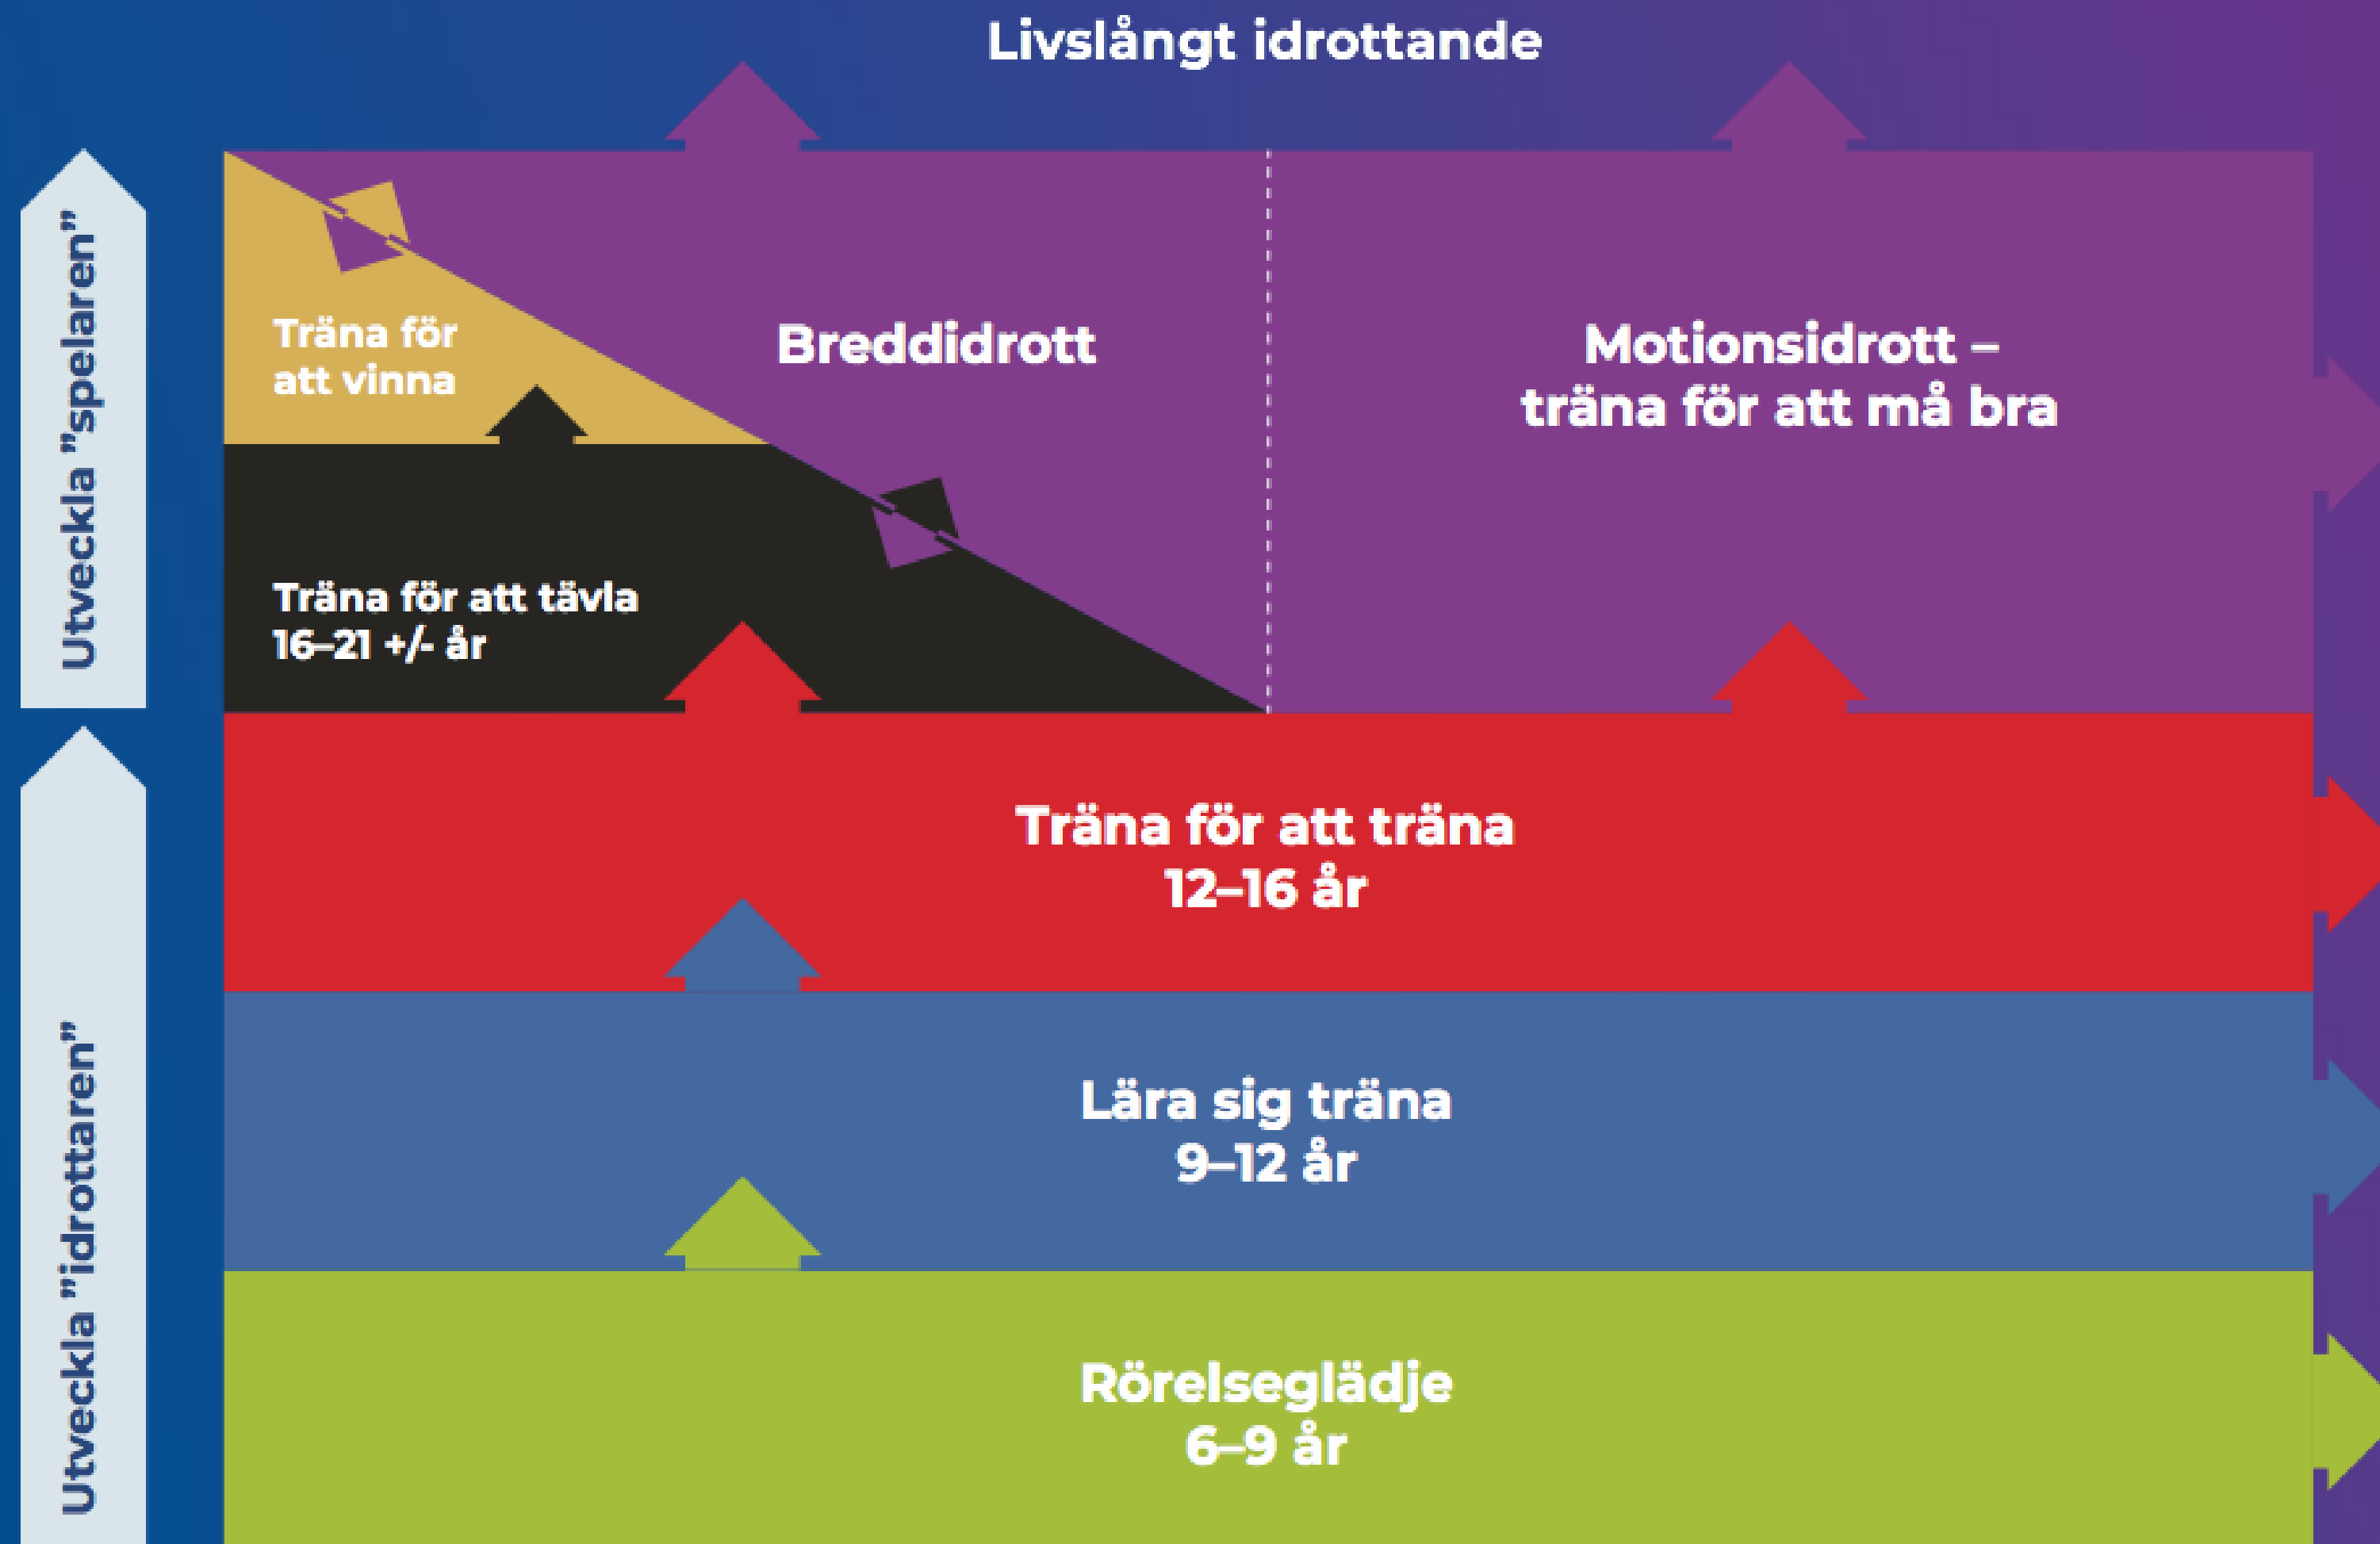 Livslångt idrottande
Utveckla ”spelaren”
Träna för
att vinna
Breddidrott
Motionsidrott –
träna för att må bra
Träna för att tävla
16–21 +/- år
Utveckla ”idrottaren”
Träna för att träna
12–16 år
Lära sig träna
9–12 år
Rörelseglädje
6–9 år